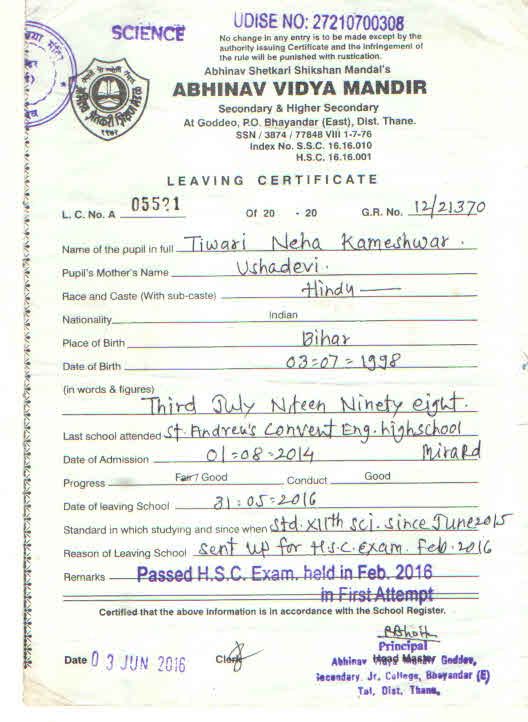 SCIENCE
UDISE NO: 27210700308
No change in any entry is to be made except by the
authority issuing Certificate and the infringement of
the rule will be punished with rustication.
Abhinav Shetkari Shikshan Mandal's
ABHINAV VIDYA MANDIR
Secondary & Higher Secondary
At Goddeo, P.O. Bhayandar (East), Dist. Thane.
SSN / 3874 / 77848 VIII 1-7-76
Index No. S.S.C. 16.16.010
H.S.C. 16.16.001
LEAVING CERTIFICATE
L. C. No. A 05521 Of 20 - 20 G.R. No. 12/21370
Name of the pupil in full Tiwari Neha Kameshwar.
Pupil's Mother's Name Ushadevi.
Race and Caste (With sub-caste) Hindu —
Nationality Indian
Place of Birth Bihar
Date of Birth 03=07=1998
(in words & figures)
Third July Niteen Ninety eight.
Last school attended St. Andreu's Convent Eng. highschool
Date of Admission 01=08=2014 MiraRd
Progress Fair / Good Conduct Good
Date of leaving School 31:05=2016
Standard in which studying and since when Std. XIIth Sci. Since June 2015
Reason of Leaving School Sent up for H.S.C. Exam. Feb. 2016
Remarks Passed H.S.C. Exam. held in Feb. 2016
in First Attempt
Certified that the above information is in accordance with the School Register.
Principal
Date 03 JUN 2016 Clerk Head Master
Abhinav Goddeo,
Secondary. Jr. College, Bhayandar (E)
Tal, Dist. Thane,